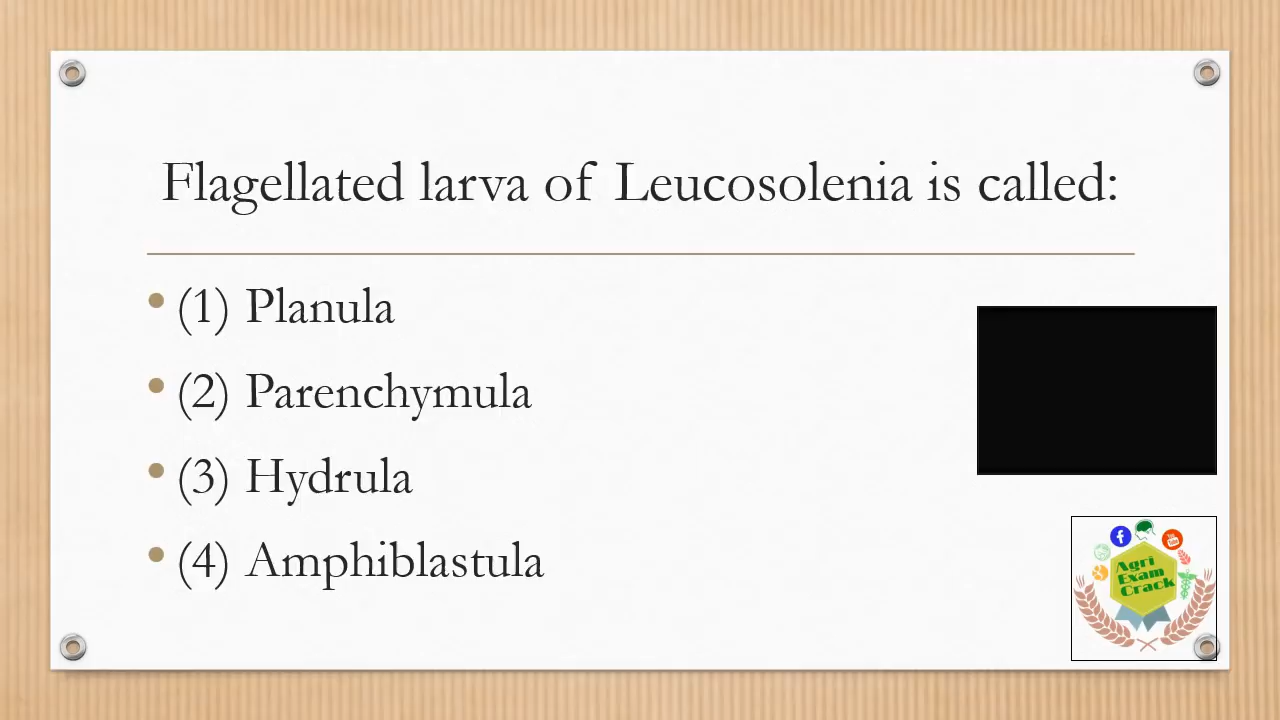 Flagellated larva of Leucosolenia is called:
• (1) Planula
• (2) Parenchymula
• (3) Hydrula
• (4) Amphiblastula
Agri
Exam
Crack